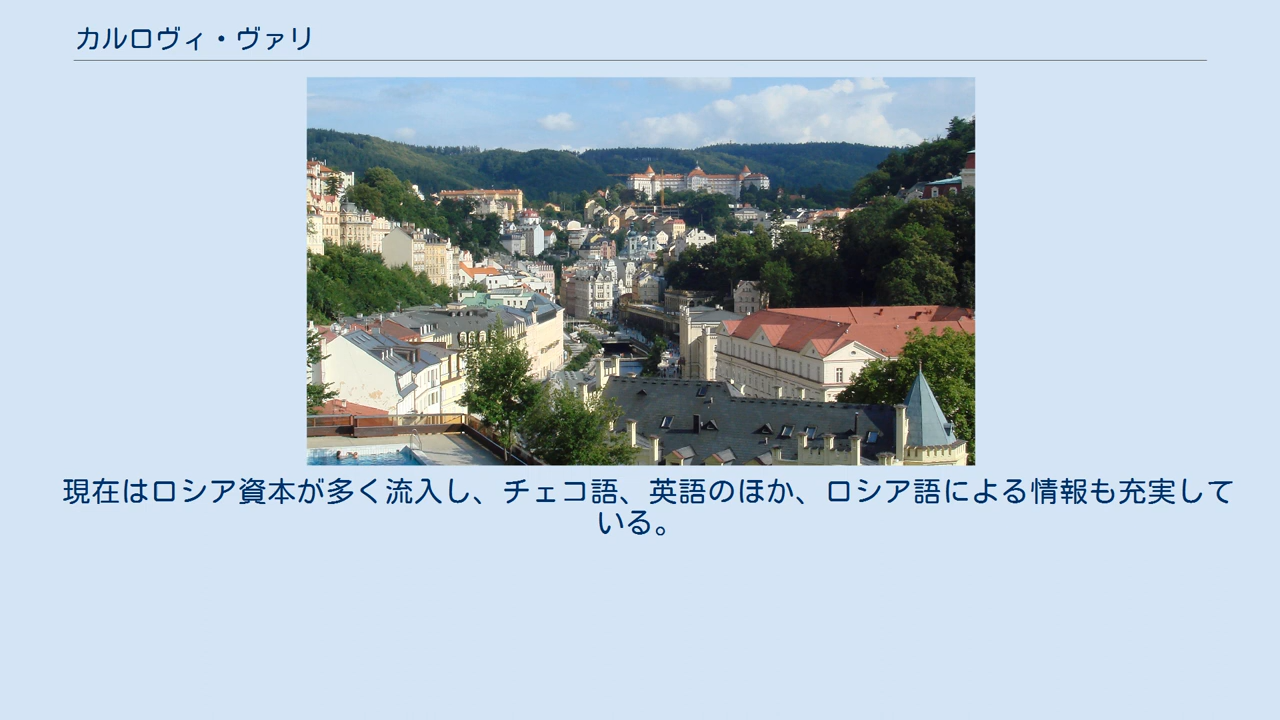 カルロヴィ・ヴァリ
現在はロシア資本が多く流入し、チェコ語、英語のほか、ロシア語による情報も充実して
いる。